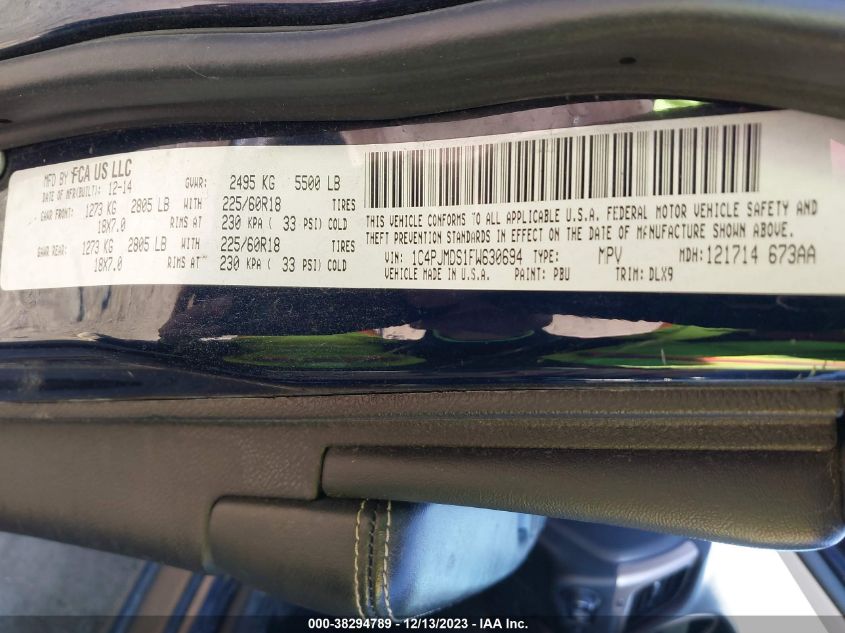 MFD BY FCA US LLC
DATE OF MFR(BUILT): 12-14 GVWR: 2495 KG 5500 LB
GAWR FRONT: 1273 KG 2805 LB WITH 225/60R18 TIRES
18X7.0 RIMS AT 230 KPA ( 33 PSI) COLD
GAWR REAR: 1273 KG 2805 LB WITH 225/60R18 TIRES
18X7.0 RIMS AT 230 KPA ( 33 PSI) COLD
THIS VEHICLE CONFORMS TO ALL APPLICABLE U.S.A. FEDERAL MOTOR VEHICLE SAFETY AND
THEFT PREVENTION STANDARDS IN EFFECT ON THE DATE OF MANUFACTURE SHOWN ABOVE.
VIN: 1C4PJMDS1FW630694 TYPE: MPV MDH: 121714 673AA
VEHICLE MADE IN U.S.A. PAINT: PBU TRIM: DLX9
000-38294789 - 12/13/2023 - 1750 E.